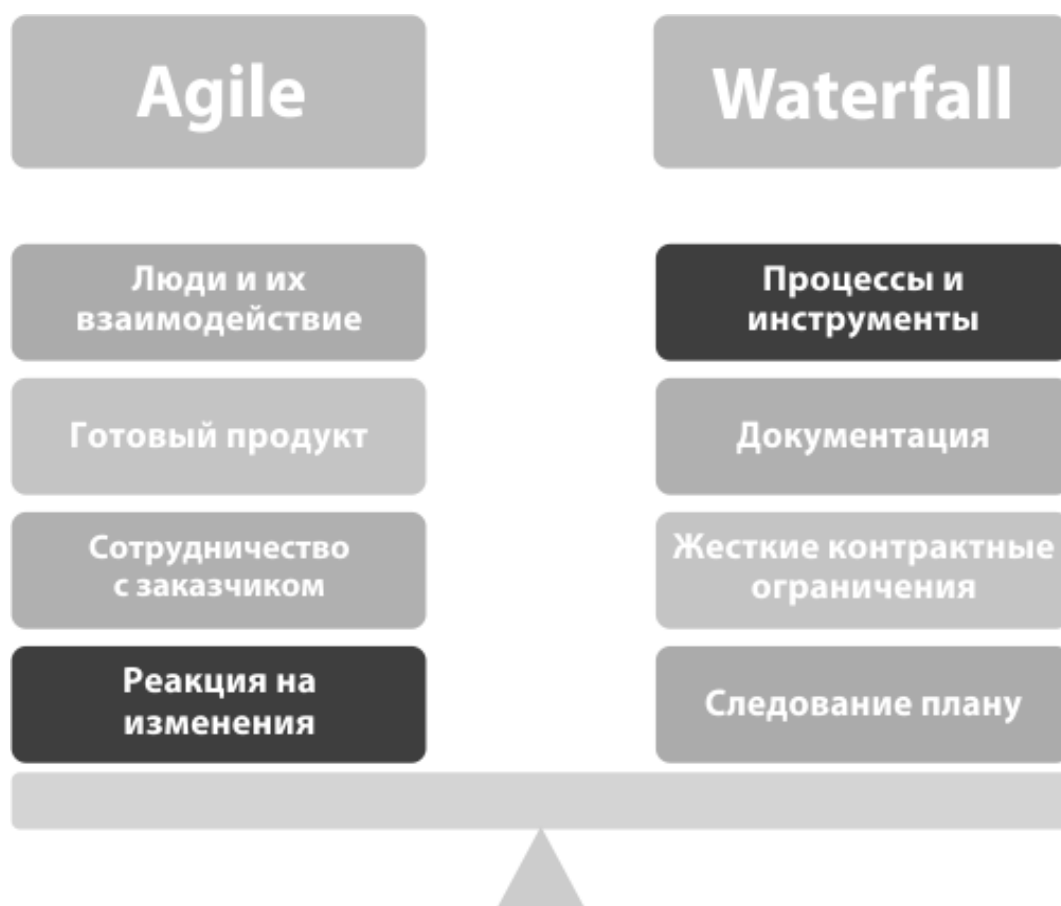 Agile
Waterfall
Люди и их
взаимодействие
Процессы и
инструменты
Готовый продукт
Документация
Сотрудничество
с заказчиком
Жесткие контрактные
ограничения
Реакция на
изменения
Следование плану